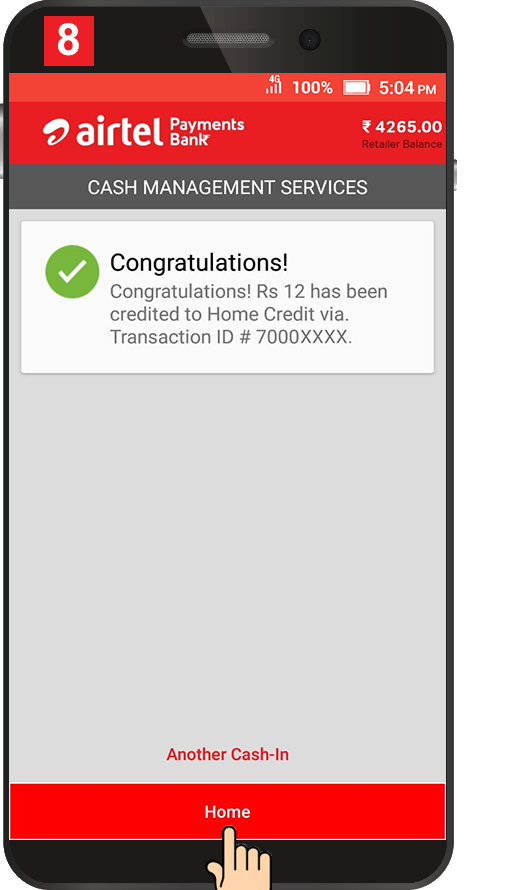 8
4G 100% 5:04 PM
airtel Payments Bank
₹ 4265.00
Retailer Balance
CASH MANAGEMENT SERVICES
Congratulations!
Congratulations! Rs 12 has been
credited to Home Credit via.
Transaction ID # 7000XXXX.
Another Cash-In
Home